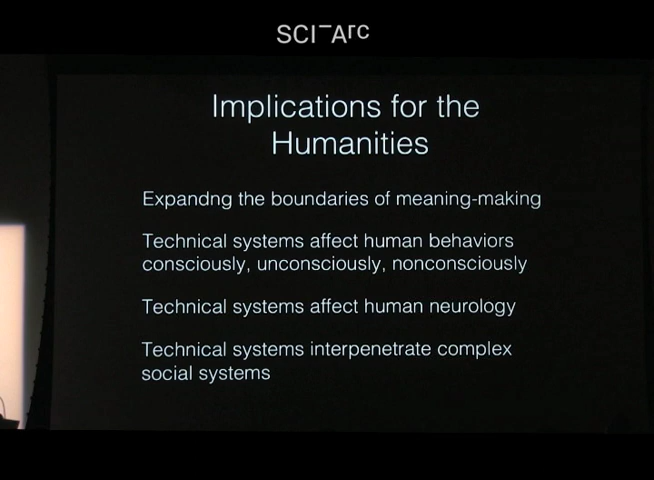 SCI-Arc
Implications for the
Humanities
Expandng the boundaries of meaning-making
Technical systems affect human behaviors
consciously, unconsciously, nonconsciously
Technical systems affect human neurology
Technical systems interpenetrate complex
social systems